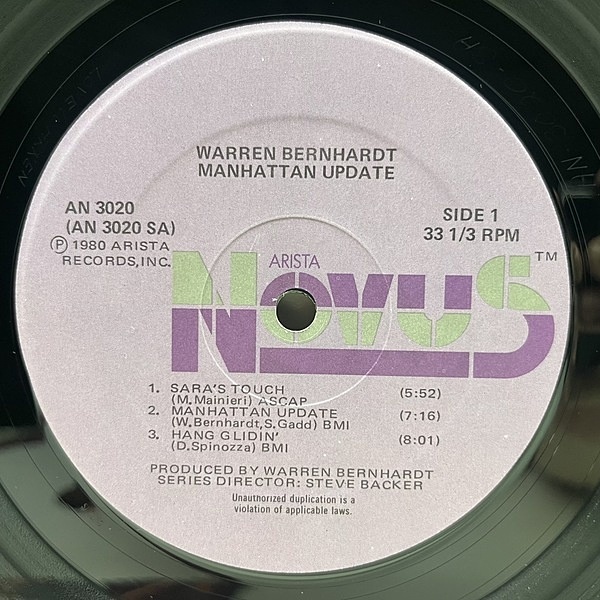 WARREN BERNHARDT
MANHATTAN UPDATE
AN 3020
(AN 3020 SA)
Ⓟ 1980 ARISTA
RECORDS, INC.
SIDE 1
33 1/3 RPM
ARISTA
NOVUS™
1. SARA'S TOUCH (5:52)
(M. Mainieri) ASCAP
2. MANHATTAN UPDATE (7:16)
(W. Bernhardt, S. Gadd) BMI
3. HANG GLIDIN' (8:01)
(D. Spinozza) BMI
PRODUCED BY WARREN BERNHARDT
SERIES DIRECTOR: STEVE BACKER
Unauthorized duplication is a
violation of applicable laws.